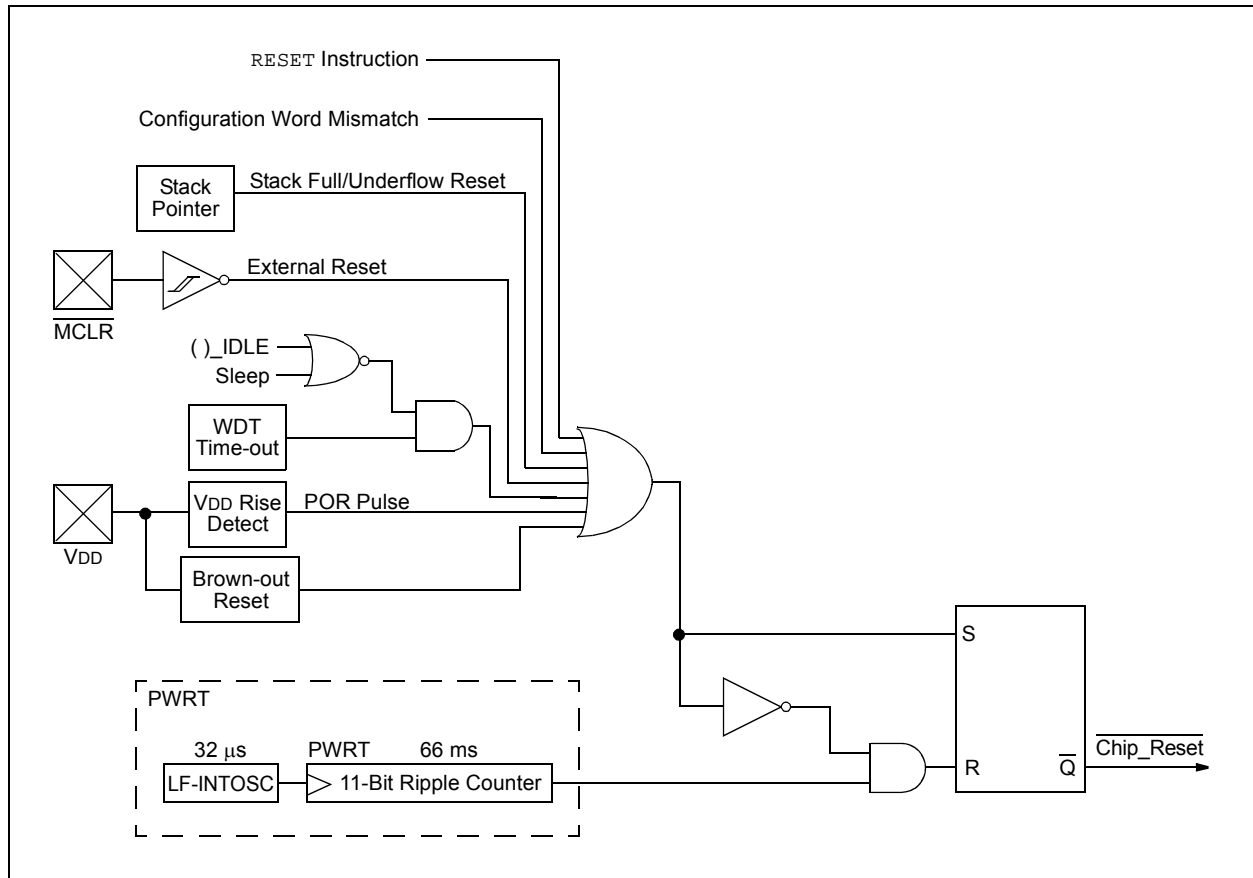 RESET Instruction
Configuration Word Mismatch
Stack
Pointer
Stack Full/Underflow Reset
External Reset
MCLR
( )_IDLE
Sleep
WDT
Time-out
VDD Rise
Detect
POR Pulse
VDD
Brown-out
Reset
S
PWRT
32 μs
PWRT
66 ms
LF-INTOSC
11-Bit Ripple Counter
R
Q
Chip_Reset